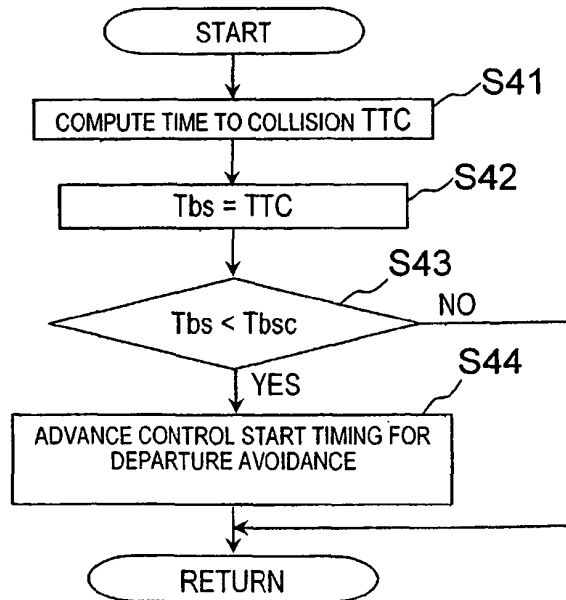 START
S41
COMPUTE TIME TO COLLISION TTC
S42
Tbs = TTC
S43
Tbs < Tbsc
NO
YES
S44
ADVANCE CONTROL START TIMING FOR
DEPARTURE AVOIDANCE
RETURN